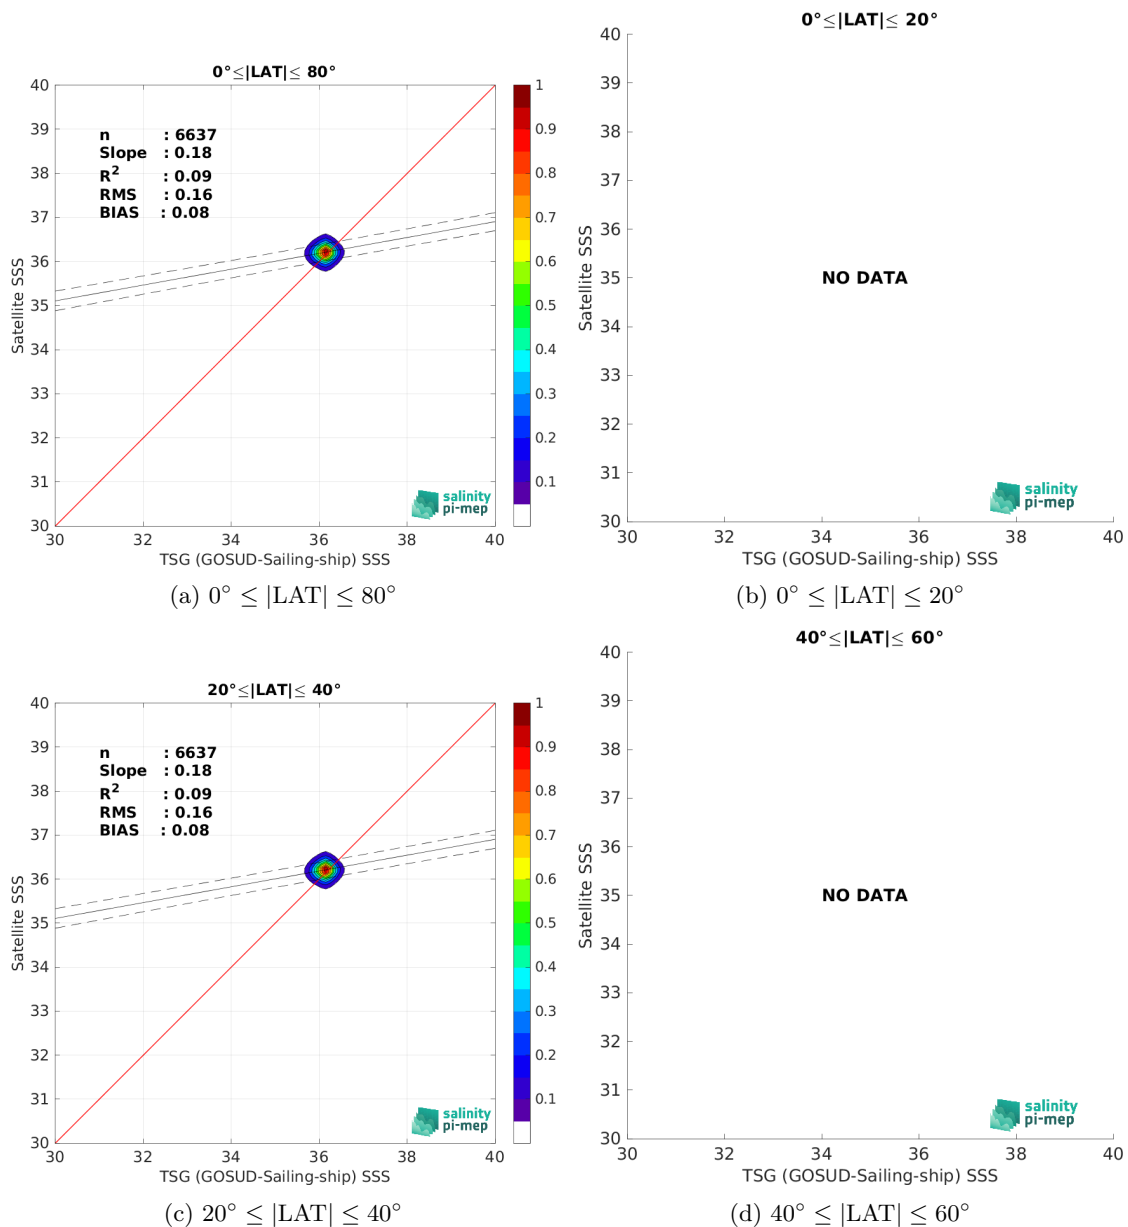 0°≤|LAT|≤ 80°
40
39
38
37
36
35
34
33
32
31
30
Satellite SSS
n : 6637
Slope : 0.18
R² : 0.09
RMS : 0.16
BIAS : 0.08
1
0.9
0.8
0.7
0.6
0.5
0.4
0.3
0.2
0.1
salinity
pi-mep
30 32 34 36 38 40
TSG (GOSUD-Sailing-ship) SSS
(a) 0° ≤ |LAT| ≤ 80°
0°≤|LAT|≤ 20°
40
39
38
37
36
35
34
33
32
31
30
Satellite SSS
NO DATA
salinity
pi-mep
30 32 34 36 38 40
TSG (GOSUD-Sailing-ship) SSS
(b) 0° ≤ |LAT| ≤ 20°
20°≤|LAT|≤ 40°
40
39
38
37
36
35
34
33
32
31
30
Satellite SSS
n : 6637
Slope : 0.18
R² : 0.09
RMS : 0.16
BIAS : 0.08
1
0.9
0.8
0.7
0.6
0.5
0.4
0.3
0.2
0.1
salinity
pi-mep
30 32 34 36 38 40
TSG (GOSUD-Sailing-ship) SSS
(c) 20° ≤ |LAT| ≤ 40°
40°≤|LAT|≤ 60°
40
39
38
37
36
35
34
33
32
31
30
Satellite SSS
NO DATA
salinity
pi-mep
30 32 34 36 38 40
TSG (GOSUD-Sailing-ship) SSS
(d) 40° ≤ |LAT| ≤ 60°